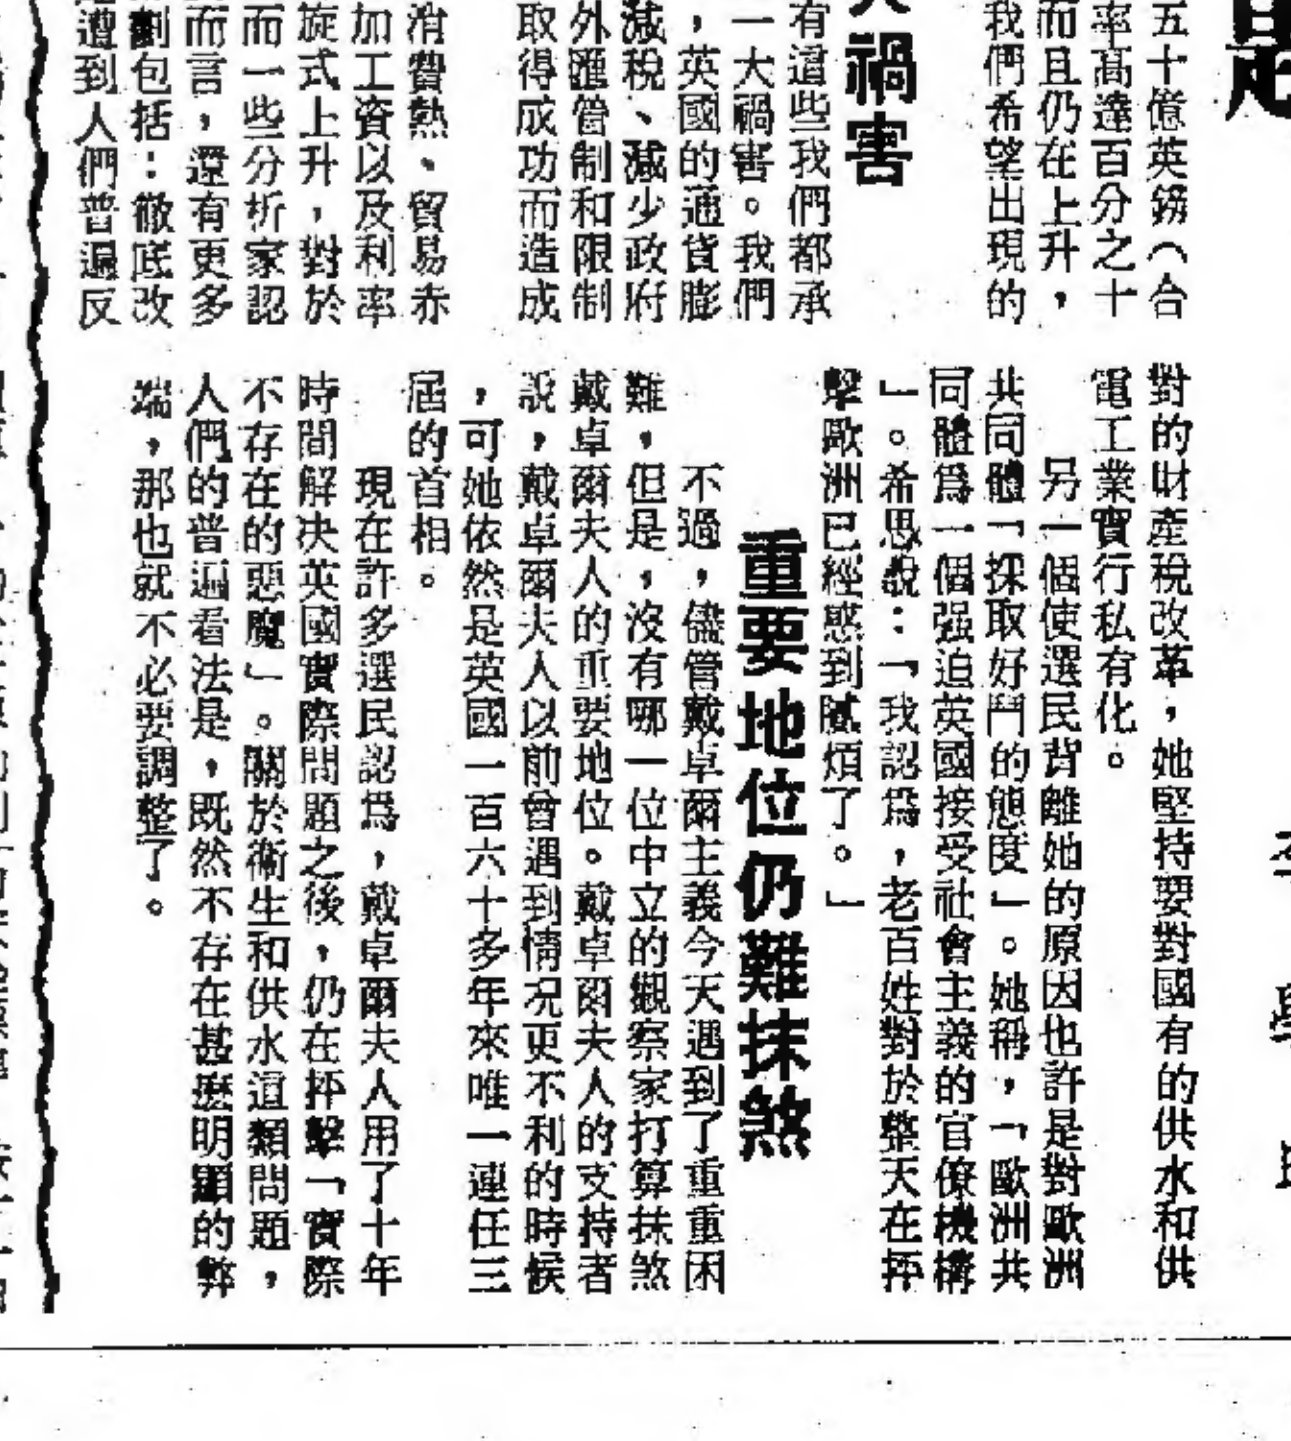 是
五十億英鎊（合
率高達百分之十
而且仍在上升，
我們希望出現的
禍害
有這些我們都承
一大禍害。我們
，英國的通貨膨
減稅、減少政府
外匯管制和限制
取得成功而造成
消費熱、貿易赤
加工資以及利率
旋式上升，對於
而一些分析家認
而言，還有更多
劃包括：徹底改
遭到人們普遍反
對的財產稅改革，她堅持要對國有的供水和供
電工業實行私有化。
另一個使選民背離她的原因也許是對歐洲
共同體「採取好鬥的態度」。她稱，「歐洲共
同體爲一個强迫英國接受社會主義的官僚機構
」。希思說：「我認爲，老百姓對於整天在抨
擊歐洲已經感到膩煩了。」
重要地位仍難抹煞
不過，儘管戴卓爾主義今天遇到了重重困
難，但是，沒有哪一位中立的觀察家打算抹煞
戴卓爾夫人的重要地位。戴卓爾夫人的支持者
說，戴卓爾夫人以前曾遇到情況更不利的時候
，可她依然是英國一百六十多年來唯一連任三
屆的首相。
現在許多選民認爲，戴卓爾夫人用了十年
時間解決英國實際問題之後，仍在抨擊「實際
不存在的惡魔」。關於衞生和供水這類問題，
人們的普遍看法是，既然不存在甚麽明顯的弊
端，那也就不必要調整了。